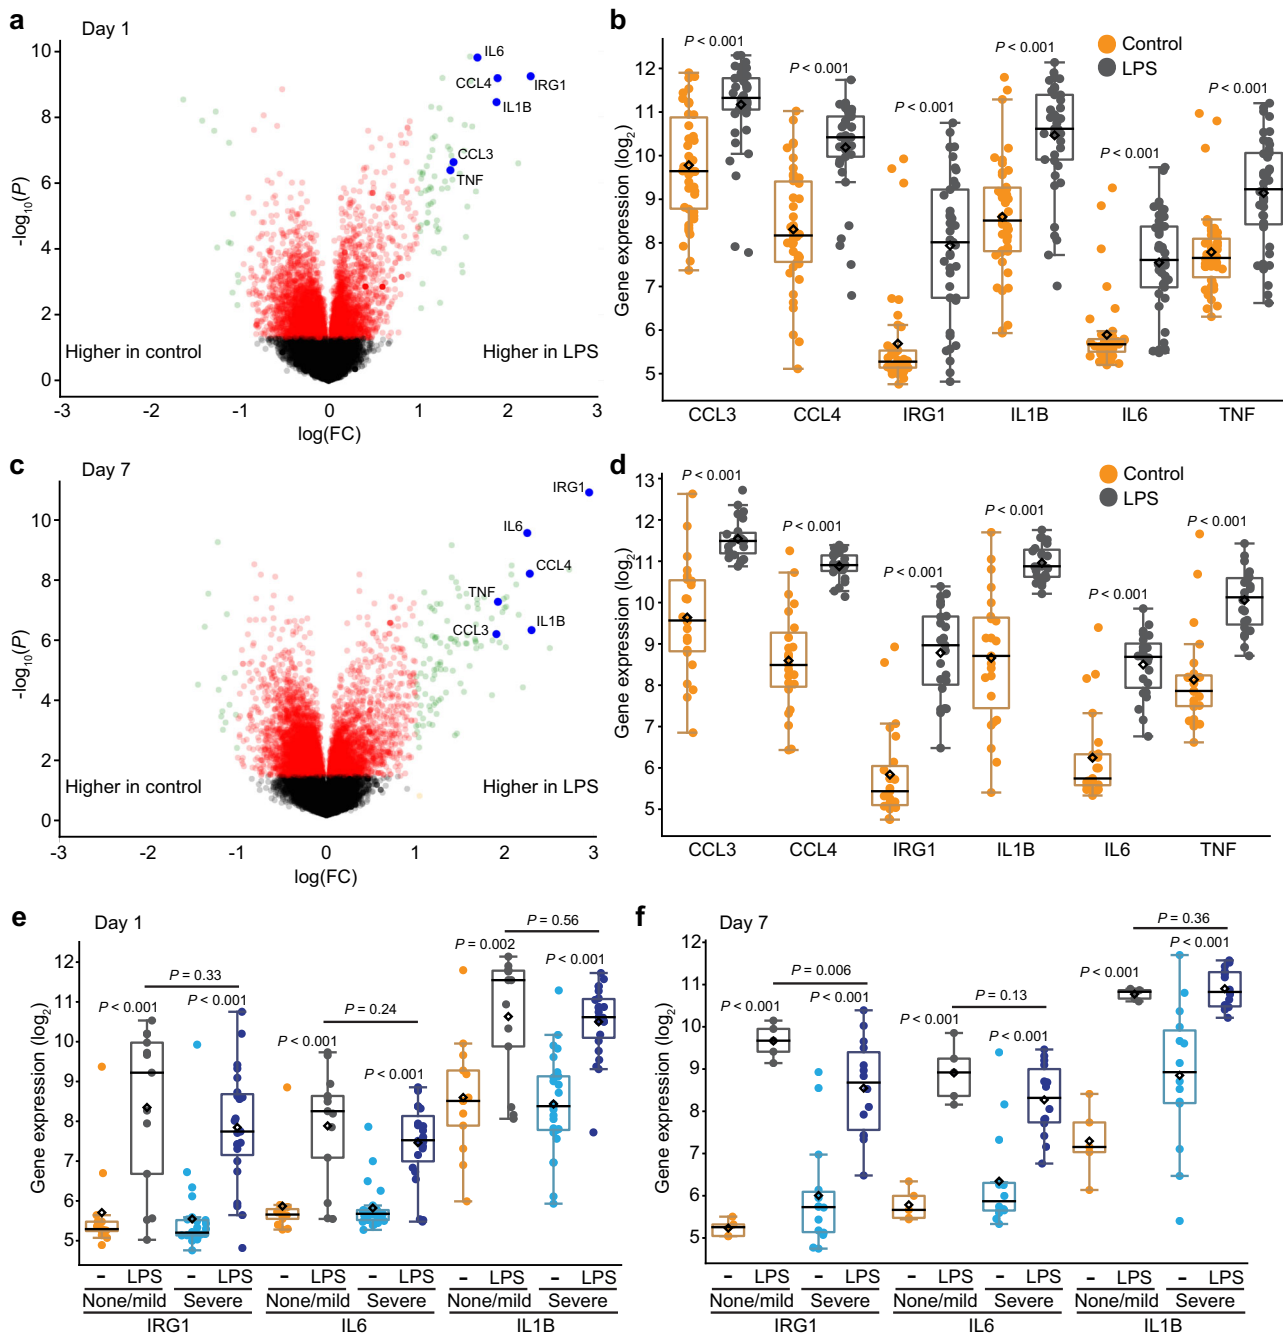 a
Day 1
10
8
6
4
2
0
-log10(P)
IL6
CCL4
IRG1
IL1B
CCL3
TNF
Higher in control
Higher in LPS
-3
-2
-1
0
1
2
3
log(FC)
b
Control
LPS
P < 0.001
P < 0.001
P < 0.001
P < 0.001
P < 0.001
P < 0.001
12
11
10
9
8
7
6
5
Gene expression (log2)
CCL3
CCL4
IRG1
IL1B
IL6
TNF
c
Day 7
10
8
6
4
2
0
-log10(P)
IRG1
IL6
CCL4
TNF
CCL3
IL1B
Higher in control
Higher in LPS
-3
-2
-1
0
1
2
3
log(FC)
d
Control
LPS
P < 0.001
P < 0.001
P < 0.001
P < 0.001
P < 0.001
P < 0.001
13
12
11
10
9
8
7
6
5
Gene expression (log2)
CCL3
CCL4
IRG1
IL1B
IL6
TNF
e
Day 1
12
11
10
9
8
7
6
5
Gene expression (log2)
P = 0.33
P < 0.001
P < 0.001
P = 0.24
P < 0.001
P < 0.001
P = 0.56
P = 0.002
P < 0.001
– LPS – LPS – LPS – LPS – LPS – LPS
None/mild Severe None/mild Severe None/mild Severe
IRG1 IL6 IL1B
f
Day 7
12
11
10
9
8
7
6
5
Gene expression (log2)
P = 0.006
P < 0.001
P < 0.001
P = 0.13
P < 0.001
P < 0.001
P = 0.36
P < 0.001
P < 0.001
– LPS – LPS – LPS – LPS – LPS – LPS
None/mild Severe None/mild Severe None/mild Severe
IRG1 IL6 IL1B